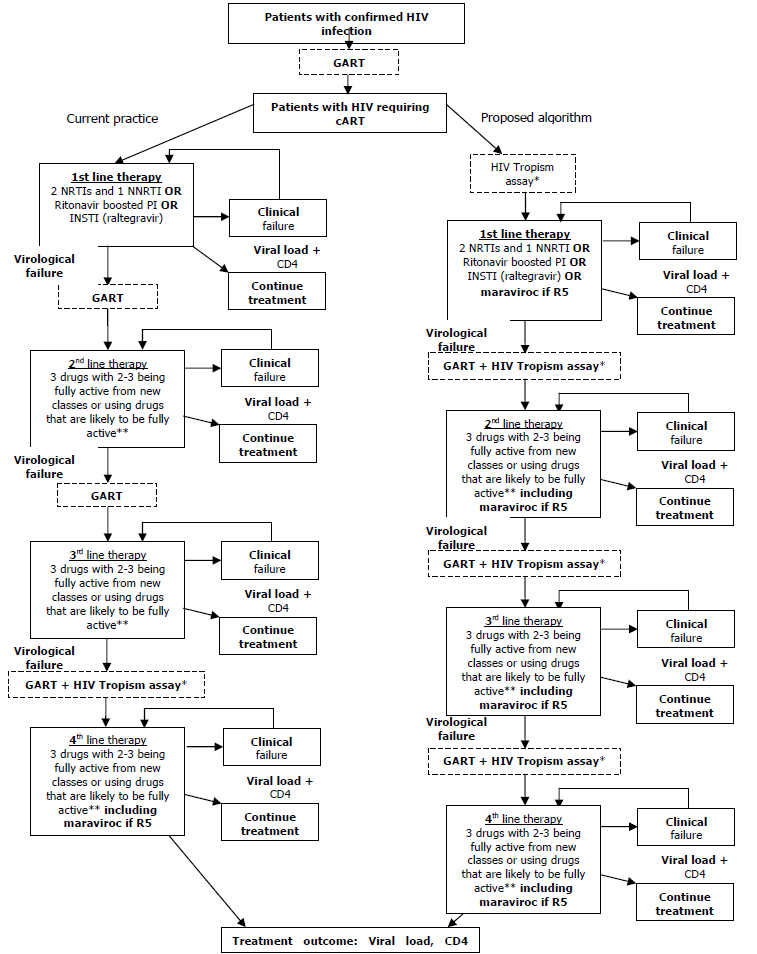 Patients with confirmed HIV
infection
GART
Patients with HIV requiring
cART
Current practice
1st line therapy
2 NRTIs and 1 NNRTI OR
Ritonavir boosted PI OR
INSTI (raltegravir)
Clinical
failure
Viral load +
CD4
Continue
treatment
Virological
failure
GART
2nd line therapy
3 drugs with 2-3 being
fully active from new
classes or using drugs
that are likely to be fully
active**
Clinical
failure
Viral load +
CD4
Continue
treatment
Virological
failure
GART
3rd line therapy
3 drugs with 2-3 being
fully active from new
classes or using drugs
that are likely to be fully
active**
Clinical
failure
Viral load +
CD4
Continue
treatment
Virological
failure
GART + HIV Tropism assay*
4th line therapy
3 drugs with 2-3 being
fully active from new
classes or using drugs
that are likely to be fully
active** including
maraviroc if R5
Clinical
failure
Viral load +
CD4
Continue
treatment
Proposed algorithm
HIV Tropism
assay*
1st line therapy
2 NRTIs and 1 NNRTI OR
Ritonavir boosted PI OR
INSTI (raltegravir) OR
maraviroc if R5
Clinical
failure
Viral load +
CD4
Continue
treatment
Virological
failure
GART + HIV Tropism assay*
2nd line therapy
3 drugs with 2-3 being
fully active from new
classes or using drugs
that are likely to be fully
active** including
maraviroc if R5
Clinical
failure
Viral load +
CD4
Continue
treatment
Virological
failure
GART + HIV Tropism assay*
3rd line therapy
3 drugs with 2-3 being
fully active from new
classes or using drugs
that are likely to be fully
active** including
maraviroc if R5
Clinical
failure
Viral load +
CD4
Continue
treatment
Virological
failure
GART + HIV Tropism assay*
4th line therapy
3 drugs with 2-3 being
fully active from new
classes or using drugs
that are likely to be fully
active** including
maraviroc if R5
Clinical
failure
Viral load +
CD4
Continue
treatment
Treatment outcome: Viral load, CD4